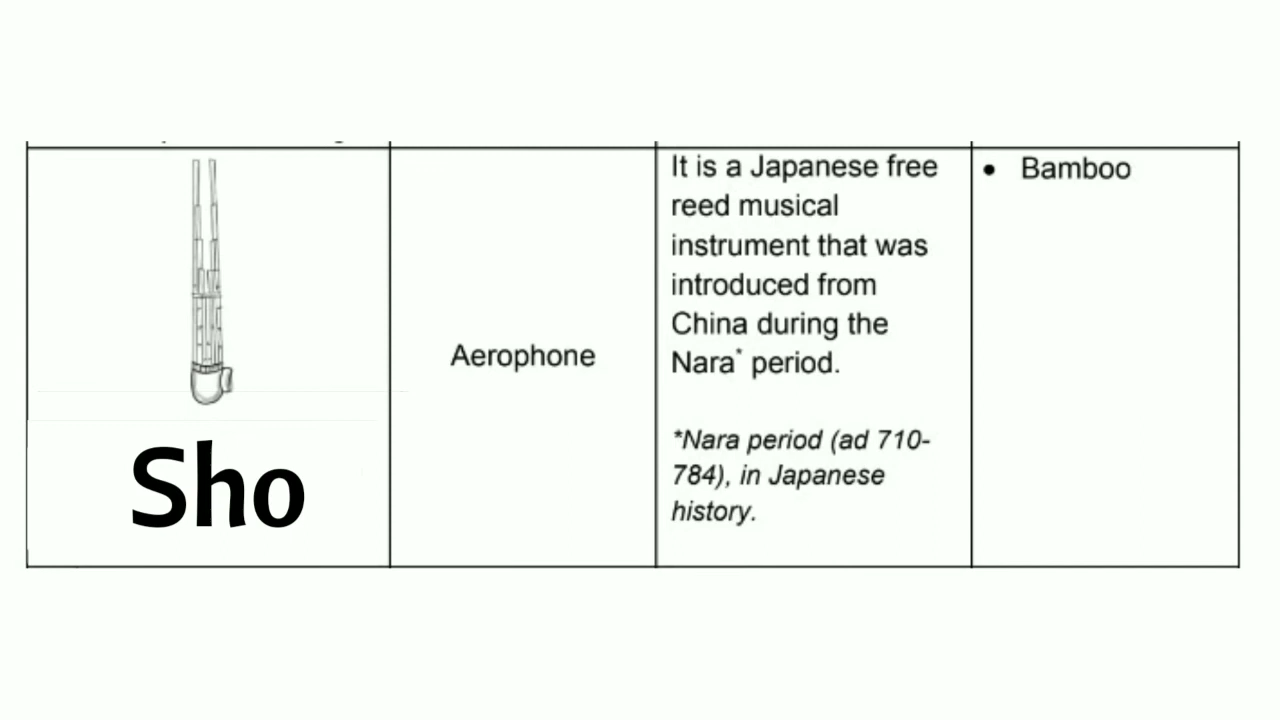 Sho
Aerophone
It is a Japanese free
reed musical
instrument that was
introduced from
China during the
Nara* period.
*Nara period (ad 710-
784), in Japanese
history.
• Bamboo